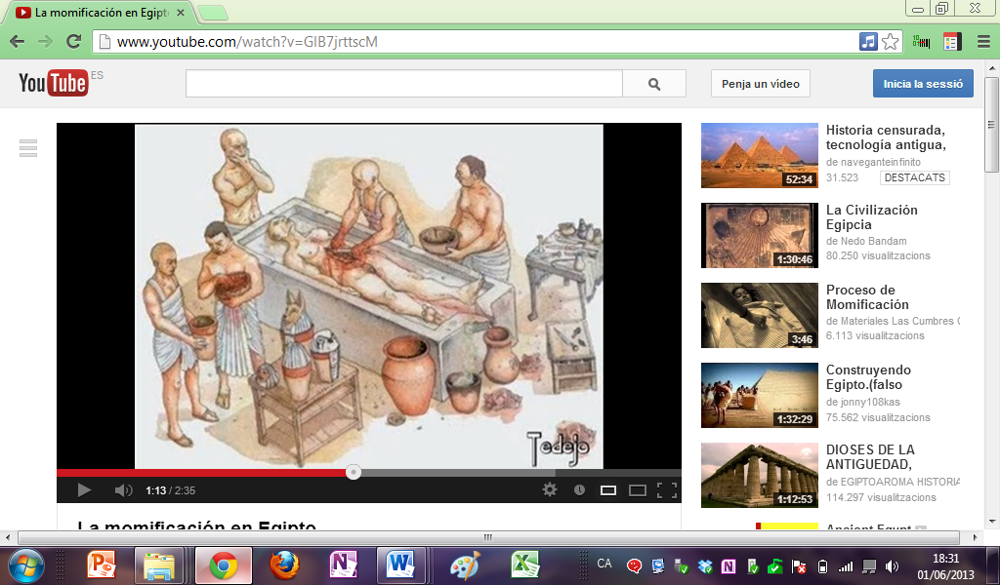 La momificación en Egipt
www.youtube.com/watch?v=GIB7jrttscM
YouTube ES
Penja un vídeo
Inicia la sessió
Tedejo
1:13 / 2:35
La momificación en Egipto
52:34
Historia censurada,
tecnología antigua,
de naveganteinfinito
31.523 DESTACATS
1:30:46
La Civilización
Egipcia
de Nedo Bandam
80.250 visualitzacions
3:46
Proceso de
Momificación
de Materiales Las Cumbres
6.113 visualitzacions
1:32:29
Construyendo
Egipto.(falso
de jonny108kas
75.562 visualitzacions
1:12:53
DIOSES DE LA
ANTIGUEDAD,
de EGIPTOAROMA HISTORIA
114.297 visualitzacions
Ancient Egypt
CA
18:31
01/06/2013